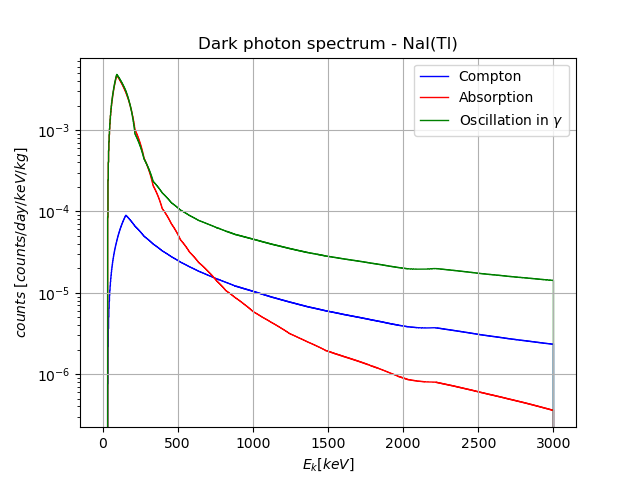 Dark photon spectrum - NaI(Tl)
Compton
Absorption
Oscillation in γ
10⁻³
10⁻⁴
10⁻⁵
10⁻⁶
counts [counts/day/keV/kg]
0 500 1000 1500 2000 2500 3000
E_k[keV]